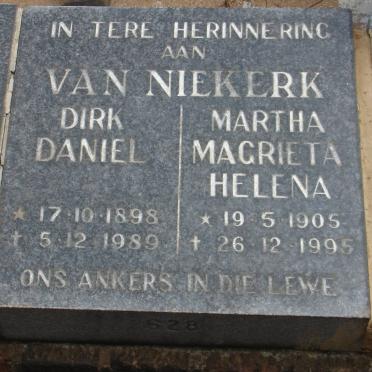 IN TERE HERINNERING
AAN
VAN NIEKERK
DIRK
DANIEL
* 17·10·1898
† 5·12·1989
MARTHA
MAGRIETA
HELENA
* 19·5·1905
† 26·12·1995
ONS ANKERS IN DIE LEWE
628